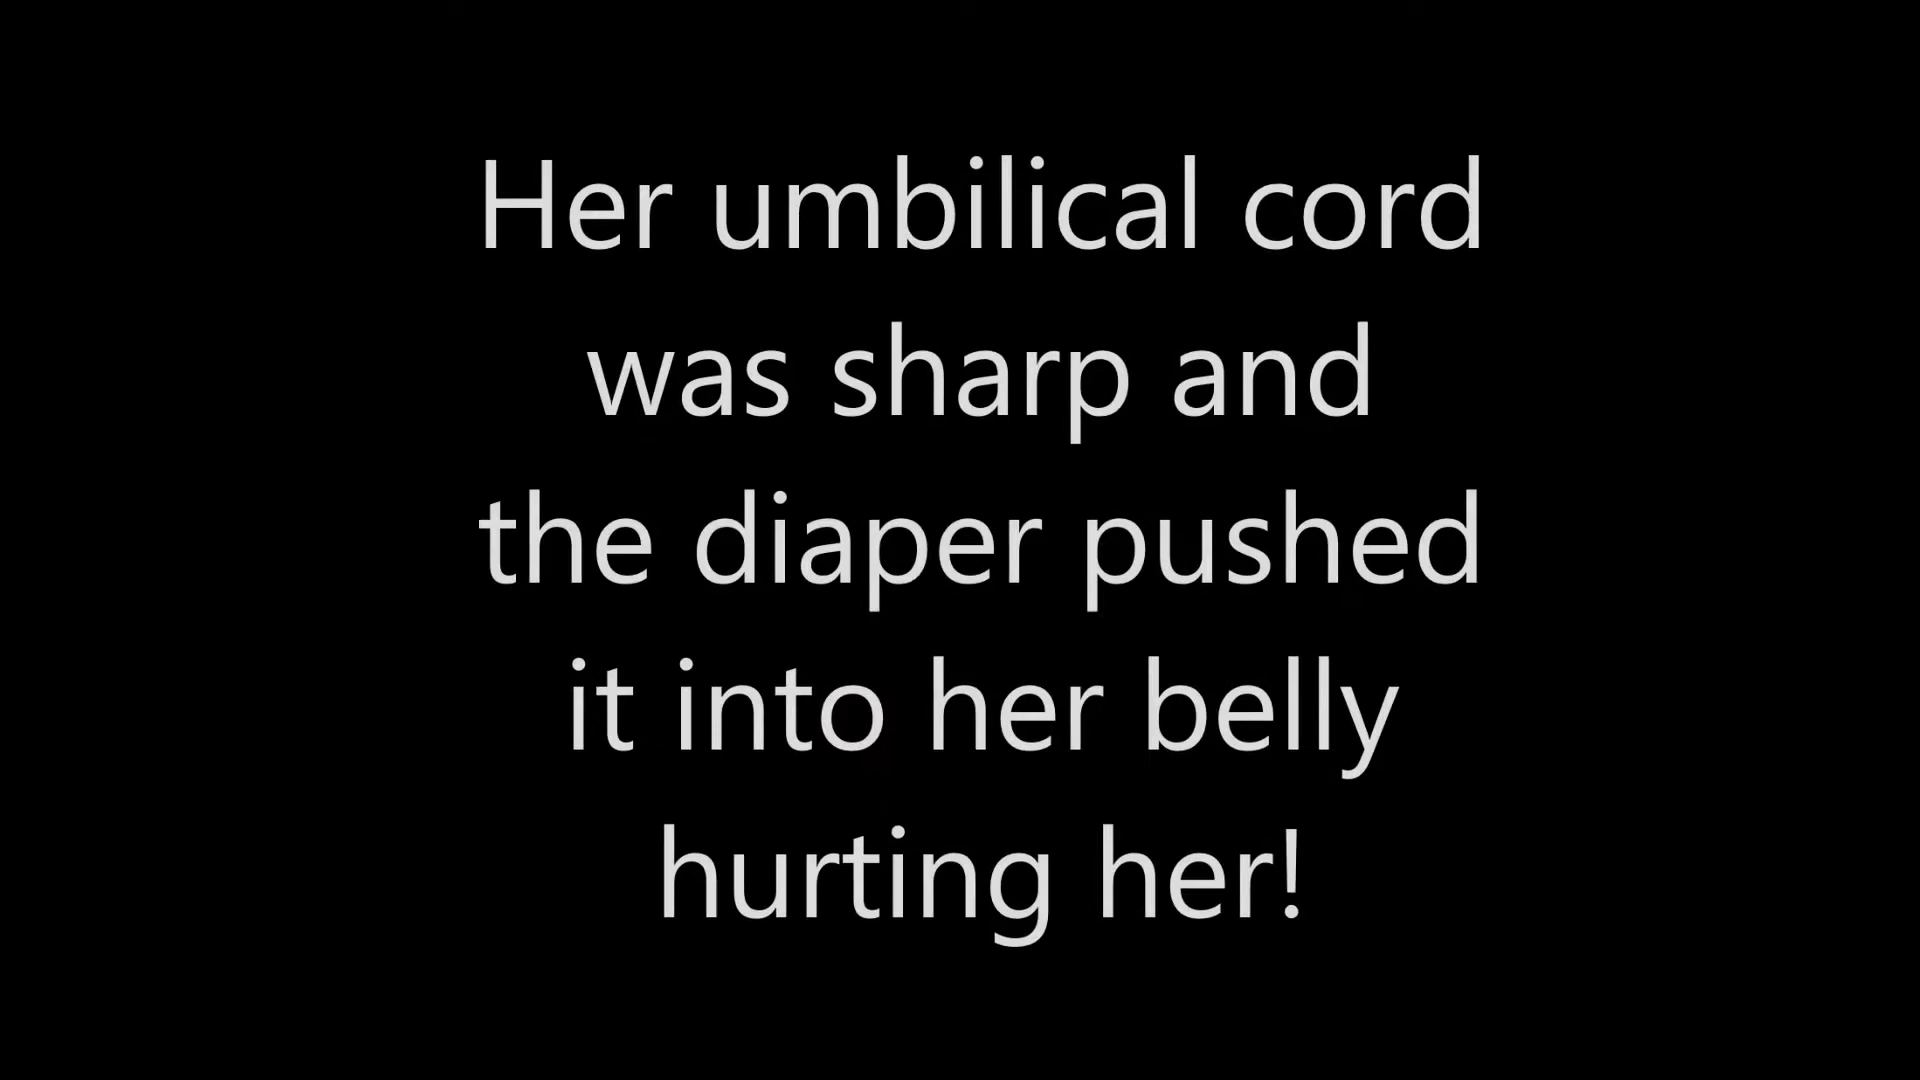 Her umbilical cord
was sharp and
the diaper pushed
it into her belly
hurting her!